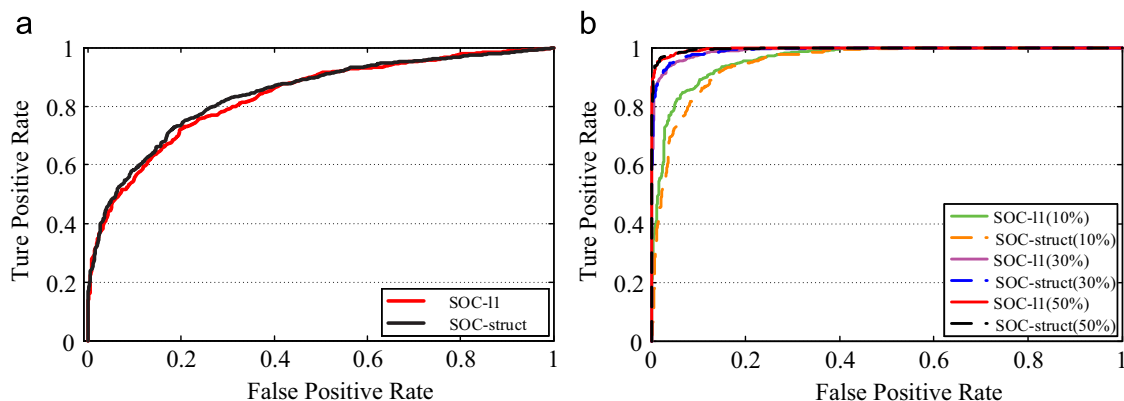 a
1
0.8
0.6
0.4
0.2
0
Ture Positive Rate
0
0.2
0.4
0.6
0.8
1
False Positive Rate
SOC-l1
SOC-struct
b
1
0.8
0.6
0.4
0.2
0
Ture Positive Rate
0
0.2
0.4
0.6
0.8
1
False Positive Rate
SOC-l1(10%)
SOC-struct(10%)
SOC-l1(30%)
SOC-struct(30%)
SOC-l1(50%)
SOC-struct(50%)